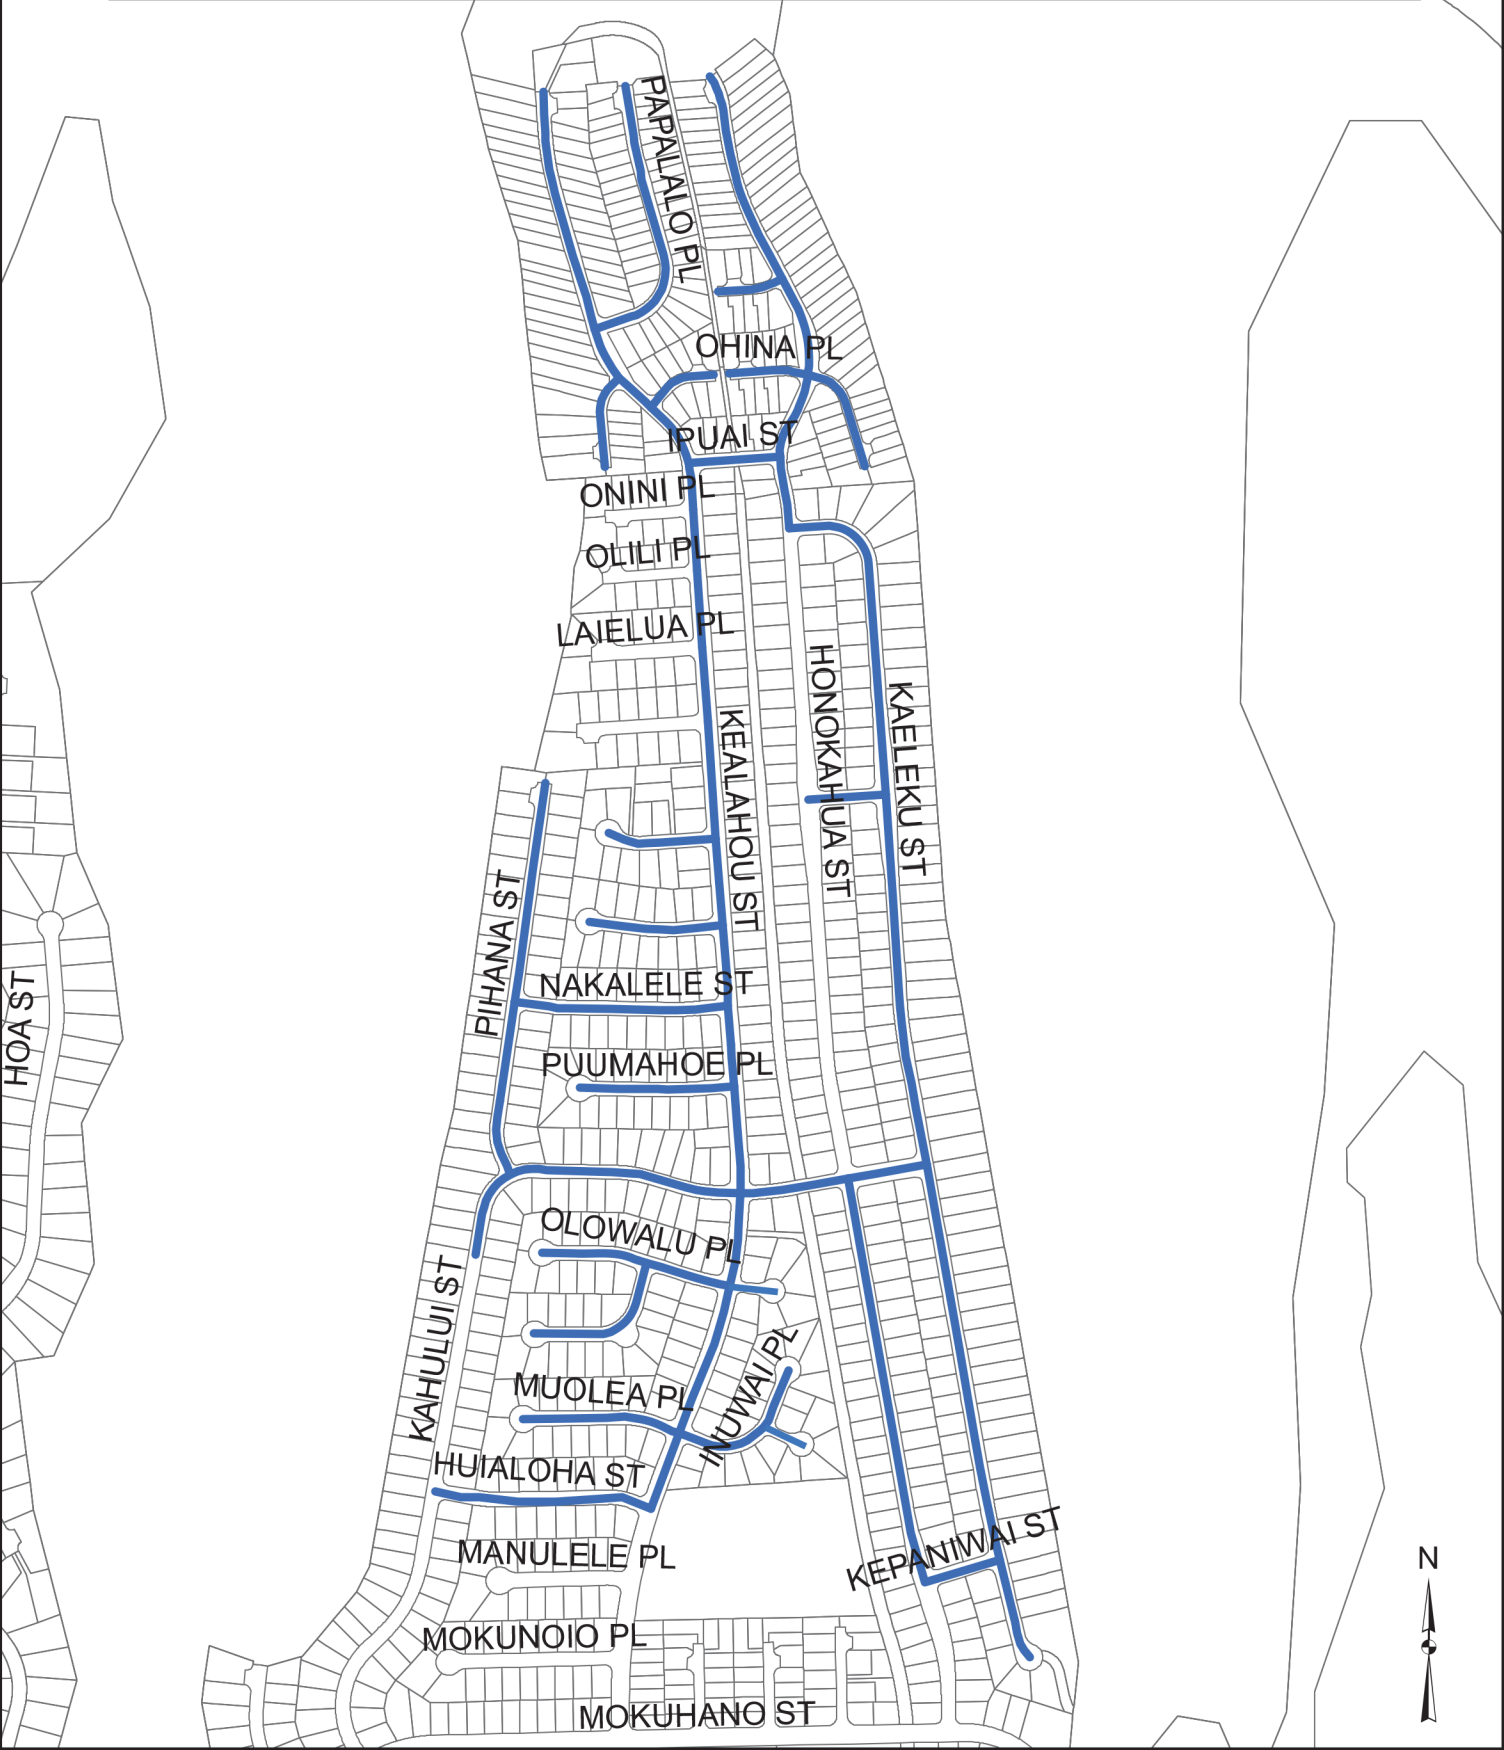 PAPALALO PL
OHINA PL
IPUAI ST
ONINI PL
OLILI PL
LAIELUA PL
HONOKAHUA ST
KAELEKU ST
KEALAHOU ST
PIHANA ST
NAKALELE ST
HOA ST
PUUMAHOE PL
OLOWALU PL
KAHULUI ST
INUWAI PL
MUOLEA PL
HUIALOHA ST
KEPANIWAI ST
MANULELE PL
N
MOKUNOIO PL
MOKUHANO ST